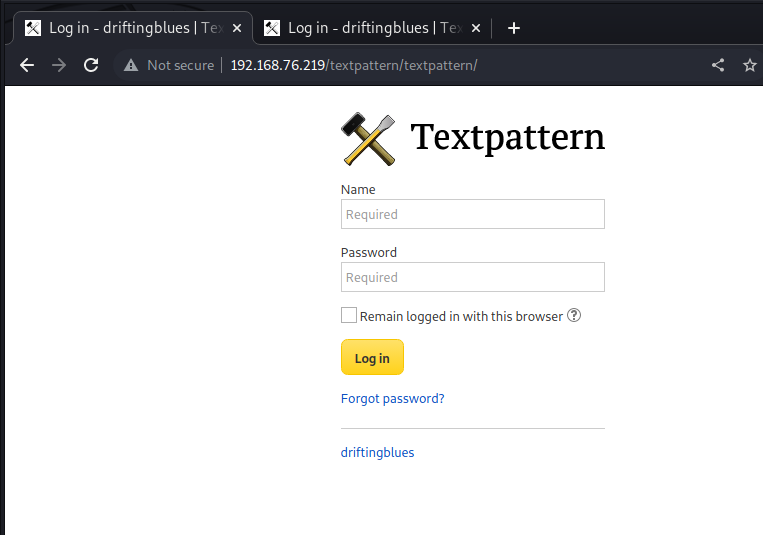 Log in - driftingblues | Tex
Log in - driftingblues | Tex
Not secure | 192.168.76.219/textpattern/textpattern/
Textpattern
Name
Required
Password
Required
Remain logged in with this browser ?
Log in
Forgot password?
driftingblues